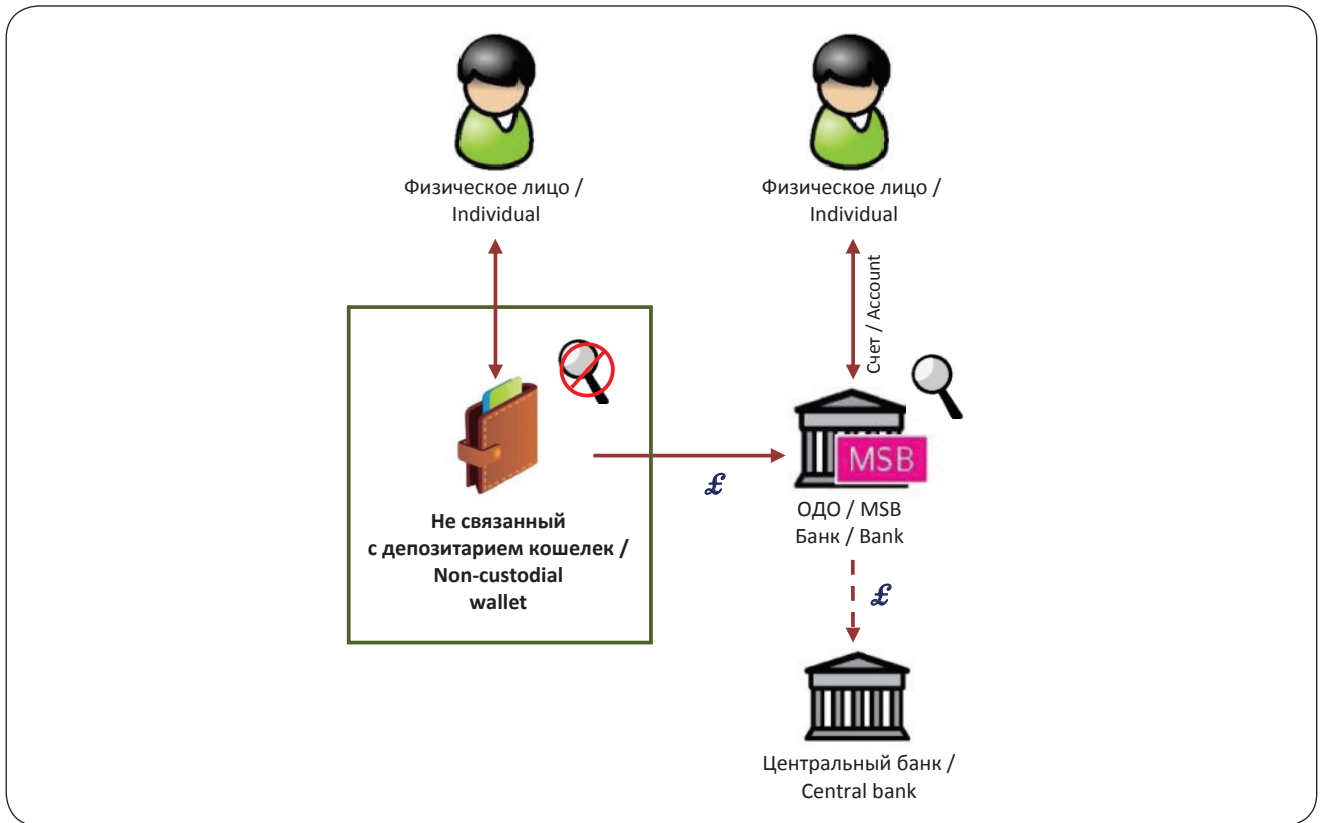 Физическое лицо /
Individual
Физическое лицо /
Individual
Счет / Account
MSB
£
Не связанный
с депозитарием кошелек /
Non-custodial
wallet
ОДО / MSB
Банк / Bank
£
Центральный банк /
Central bank